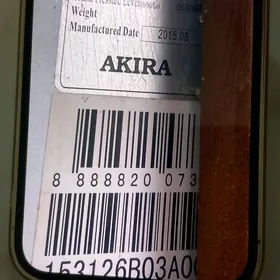 Weight
Manufactured Date 2015.06
AKIRA
8 888820 073
153126B03A0